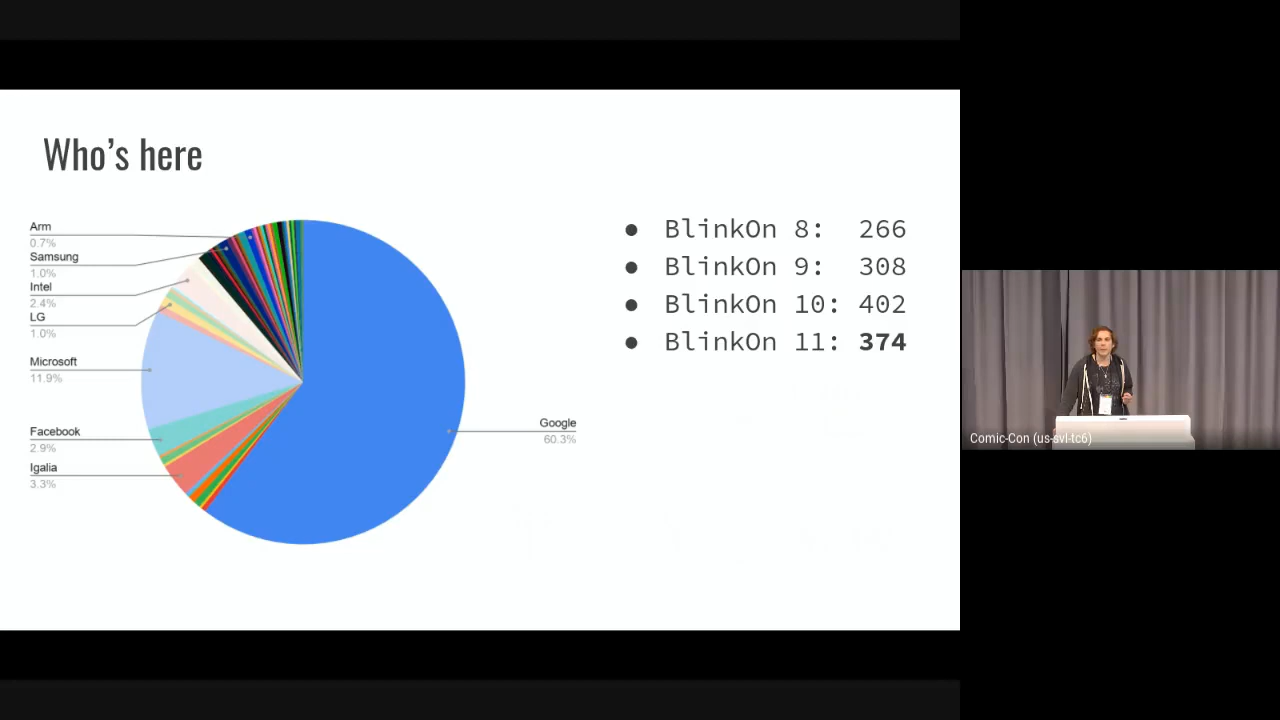 Who's here
Arm
0.7%
Samsung
1.0%
Intel
2.4%
LG
1.0%
Microsoft
11.9%
Facebook
2.9%
Igalia
3.3%
Google
60.3%
● BlinkOn 8: 266
● BlinkOn 9: 308
● BlinkOn 10: 402
● BlinkOn 11: 374
Comic-Con (us-svl-tc6)